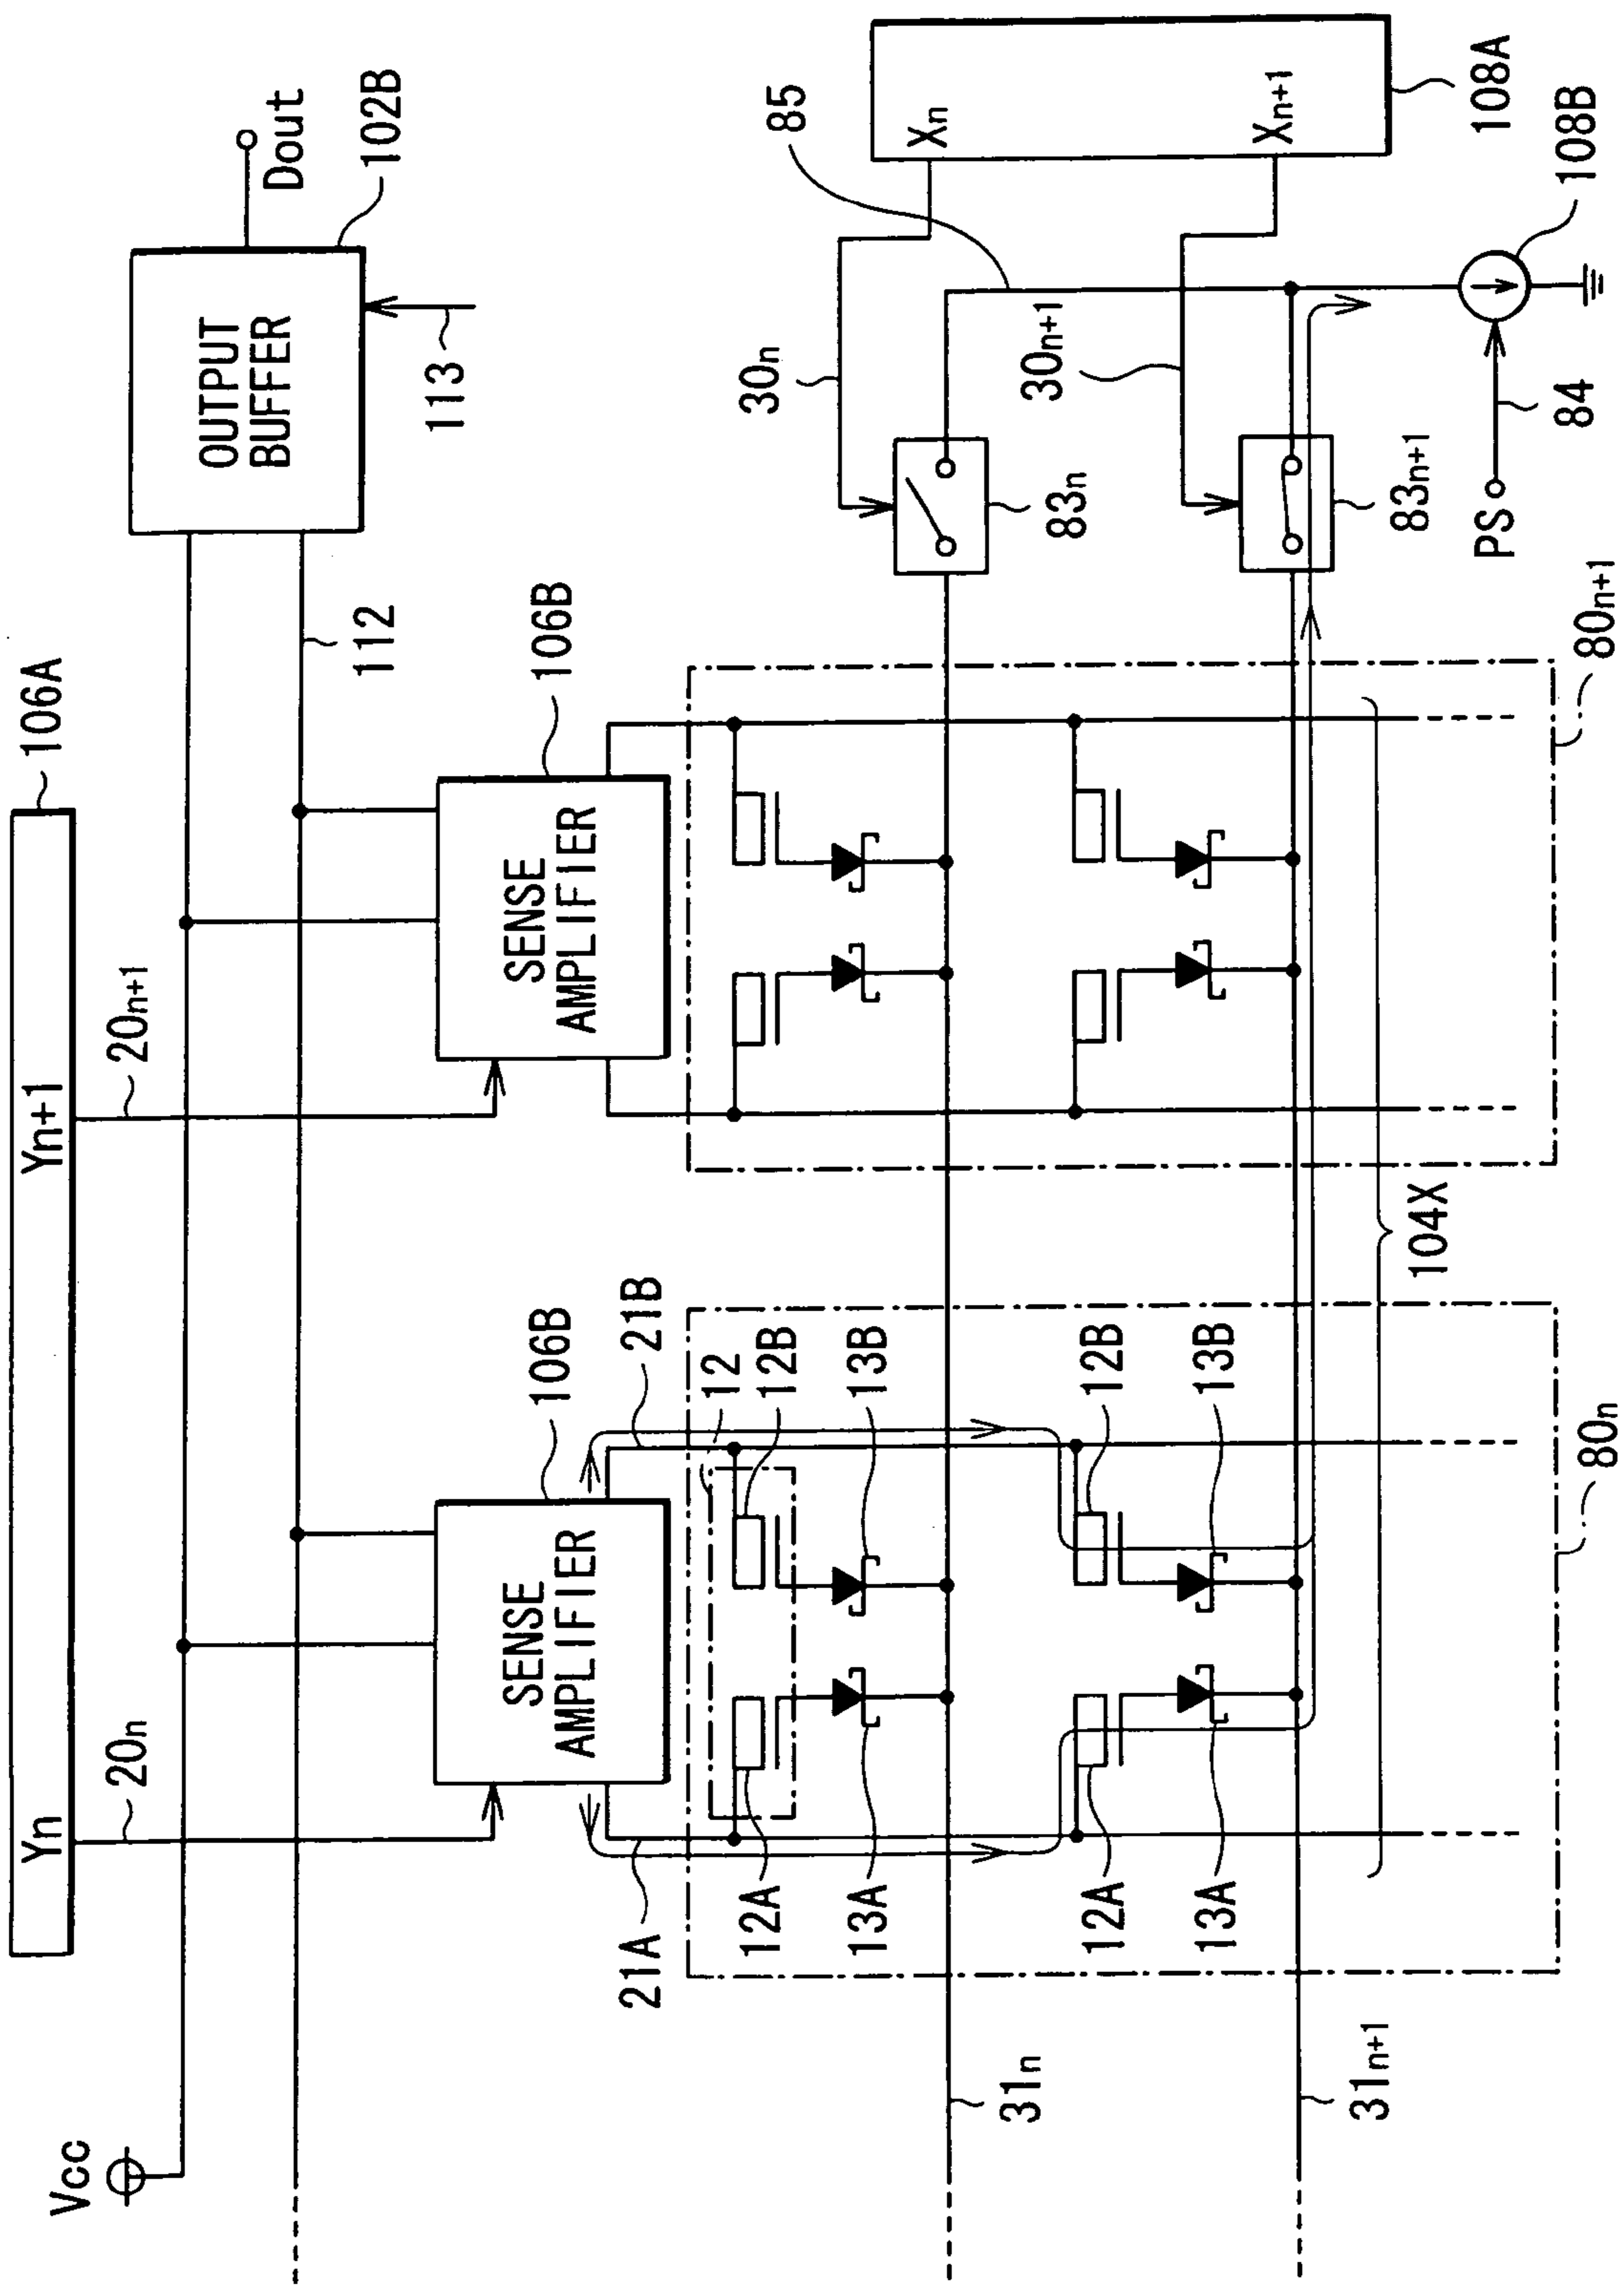 Yn
Yn+1
106A
Vcc
20n
20n+1
112
OUTPUT
BUFFER
Dout
102B
113
SENSE
AMPLIFIER
106B
SENSE
AMPLIFIER
106B
21A
21B
12
12A
12B
13A
13B
12A
12B
13A
13B
31n
31n+1
80n
80n+1
104X
30n
30n+1
83n
83n+1
85
Xn
Xn+1
108A
108B
84
PS